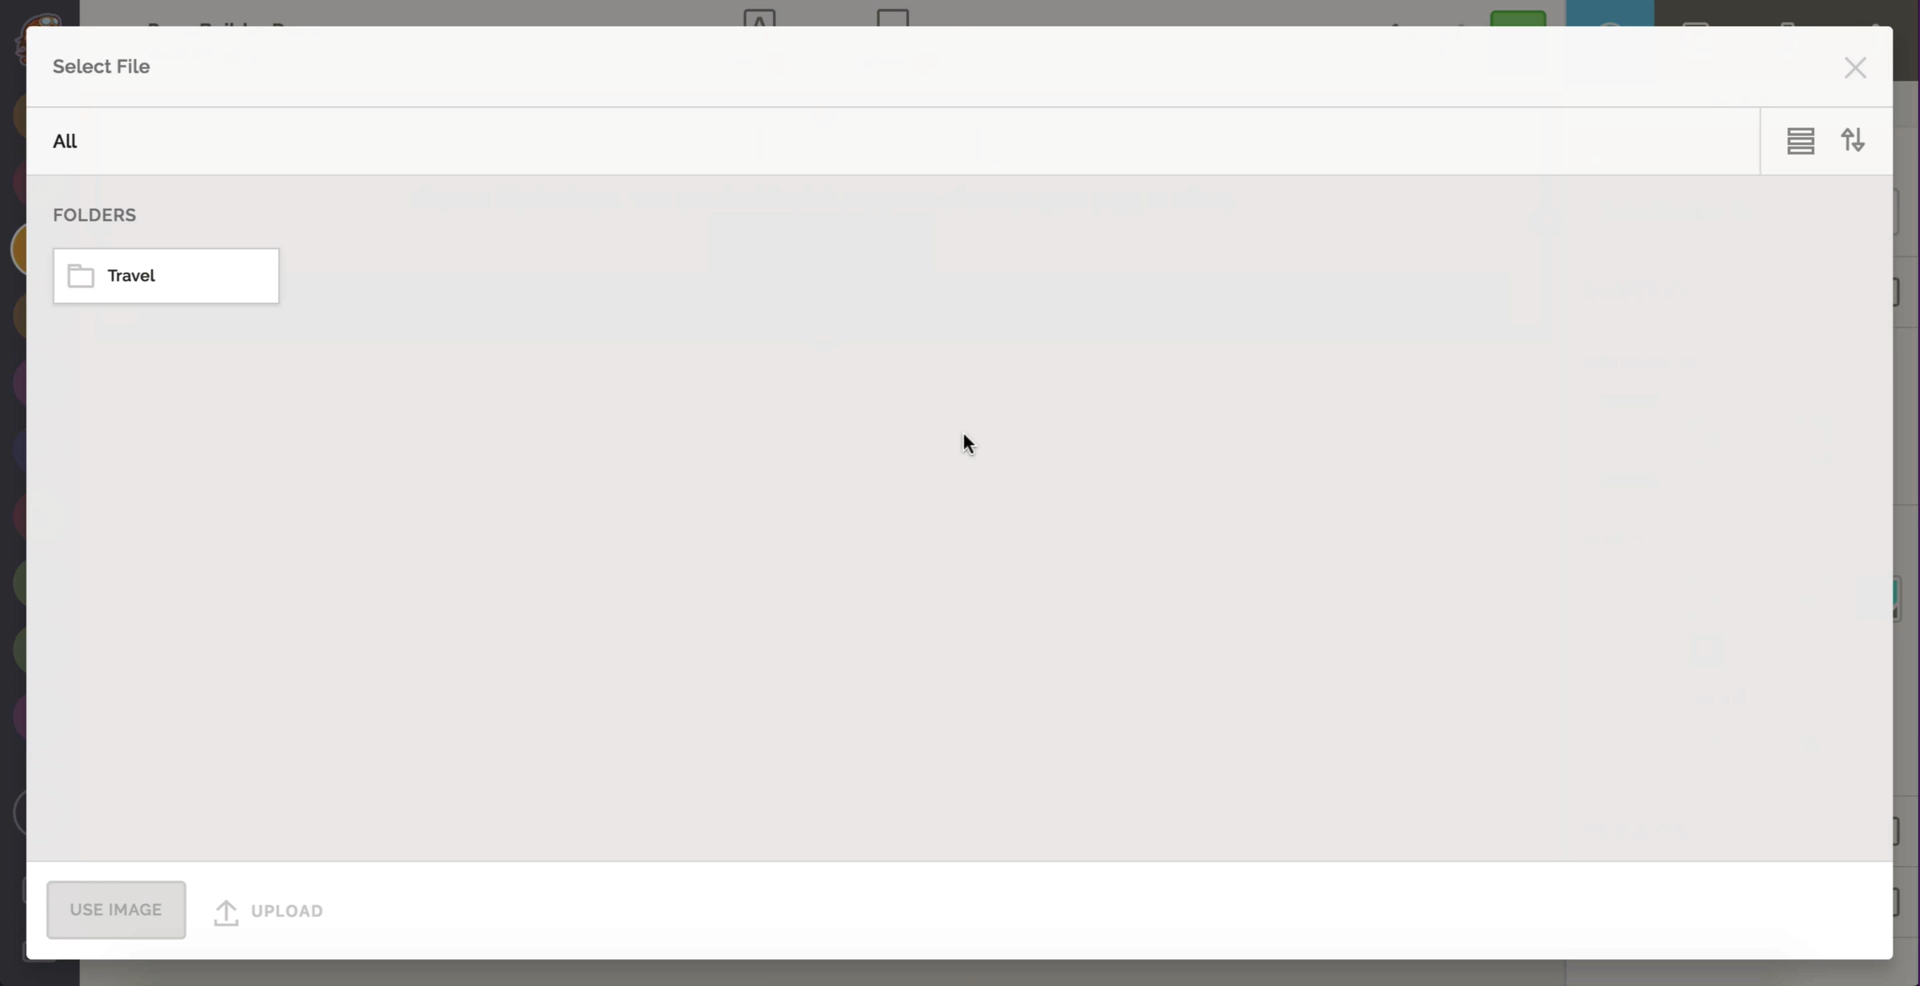 Select File
All
FOLDERS
Travel
USE IMAGE
UPLOAD